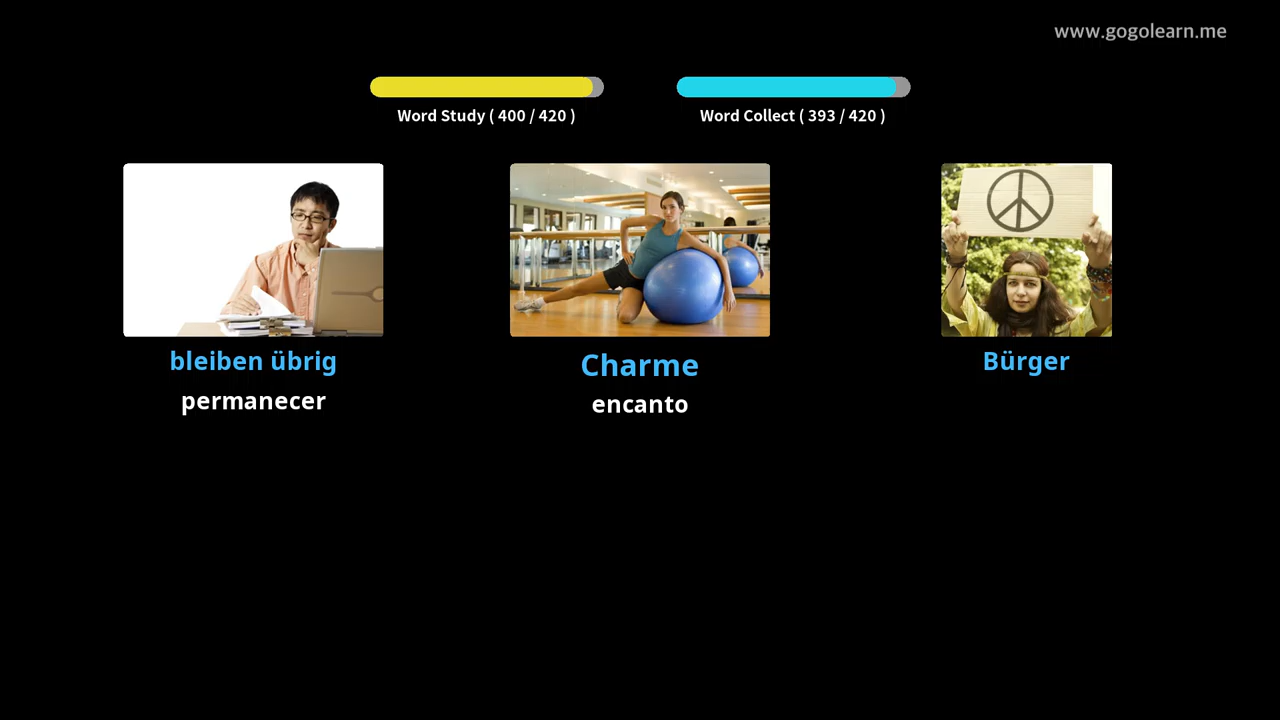 www.gogolearn.me
Word Study ( 400 / 420 )
Word Collect ( 393 / 420 )
bleiben übrig
permanecer
Charme
encanto
Bürger